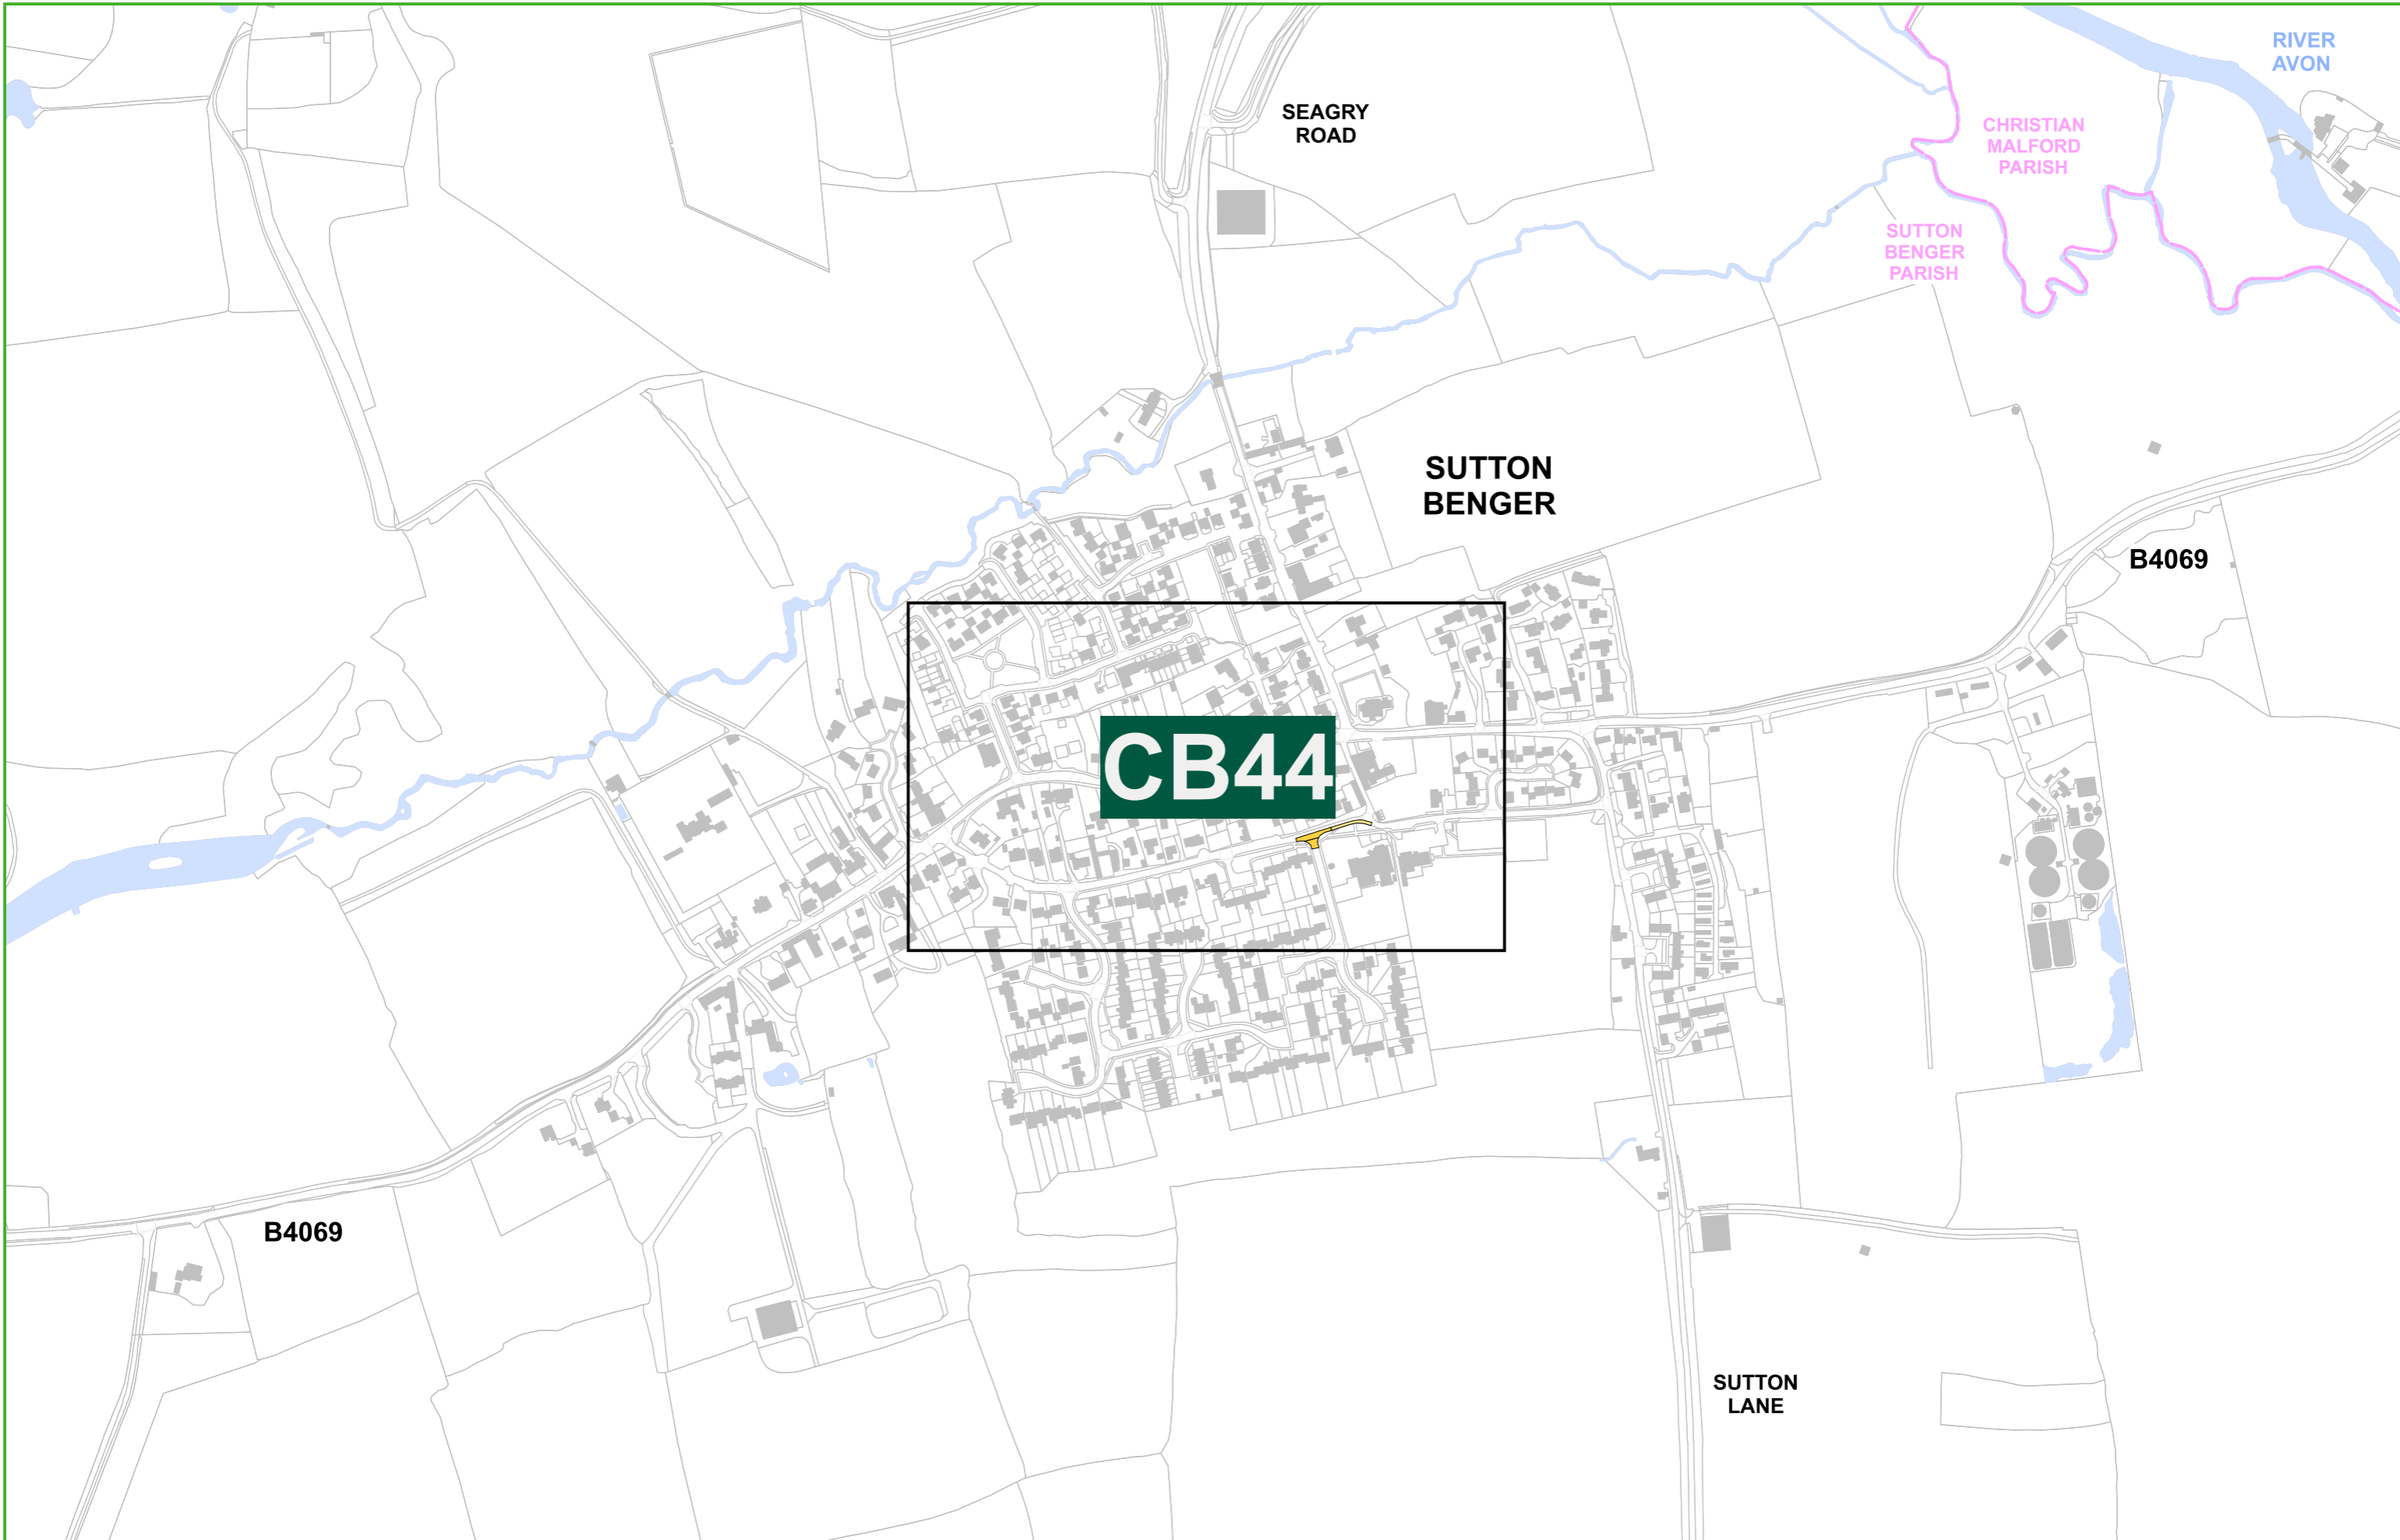 RIVER
AVON
SEAGRY
ROAD
CHRISTIAN
MALFORD
PARISH
SUTTON
BENGER
PARISH
SUTTON
BENGER
B4069
CB44
B4069
SUTTON
LANE